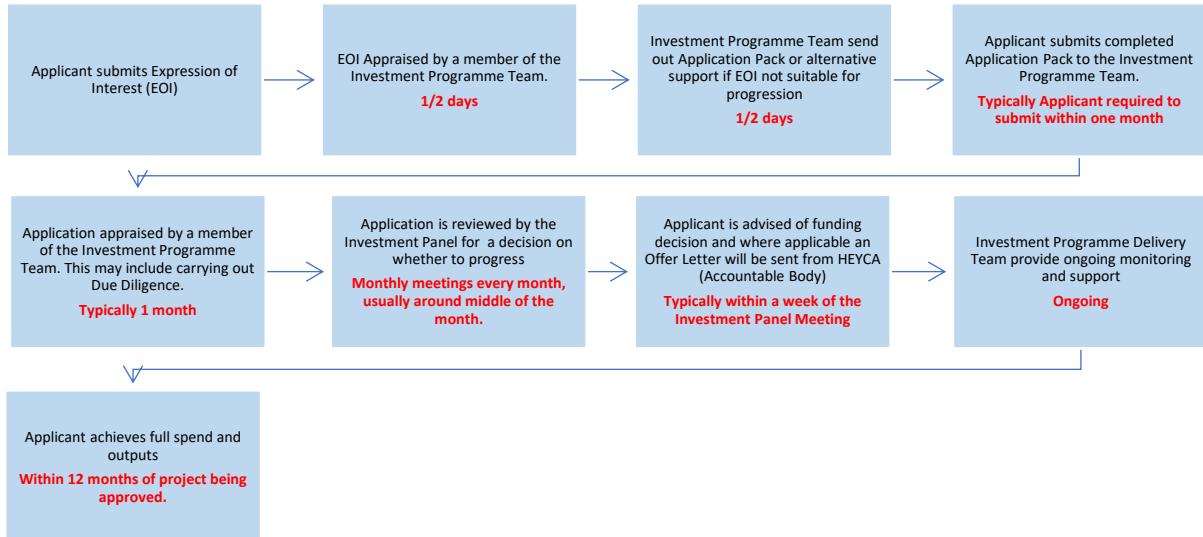 Applicant submits Expression of
Interest (EOI)
EOI Appraised by a member of the
Investment Programme Team.
1/2 days
Investment Programme Team send
out Application Pack or alternative
support if EOI not suitable for
progression
1/2 days
Applicant submits completed
Application Pack to the Investment
Programme Team.
Typically Applicant required to
submit within one month
Application appraised by a member
of the Investment Programme
Team. This may include carrying out
Due Diligence.
Typically 1 month
Application is reviewed by the
Investment Panel for a decision on
whether to progress
Monthly meetings every month,
usually around middle of the
month.
Applicant is advised of funding
decision and where applicable an
Offer Letter will be sent from HEYCA
(Accountable Body)
Typically within a week of the
Investment Panel Meeting
Investment Programme Delivery
Team provide ongoing monitoring
and support
Ongoing
Applicant achieves full spend and
outputs
Within 12 months of project being
approved.